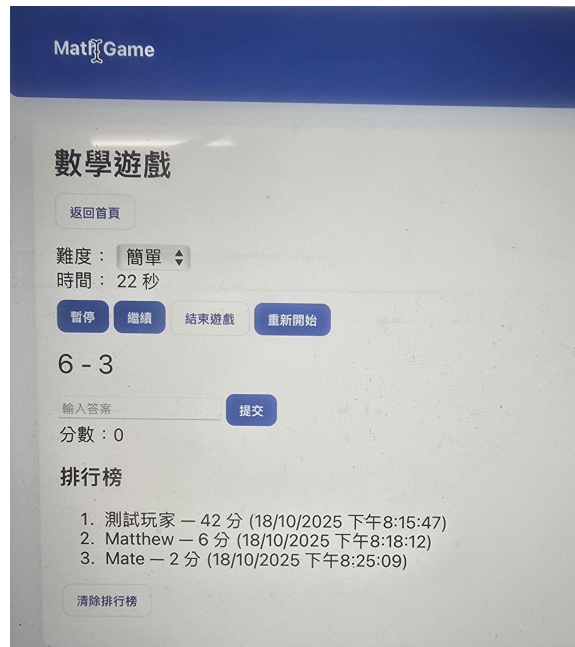 Math Game
數學遊戲
返回首頁
難度： 簡單
時間： 22 秒
暫停 繼續 結束遊戲 重新開始
6 - 3
輸入答案 提交
分數：0
排行榜
1. 測試玩家 — 42 分 (18/10/2025 下午8:15:47)
2. Matthew — 6 分 (18/10/2025 下午8:18:12)
3. Mate — 2 分 (18/10/2025 下午8:25:09)
清除排行榜